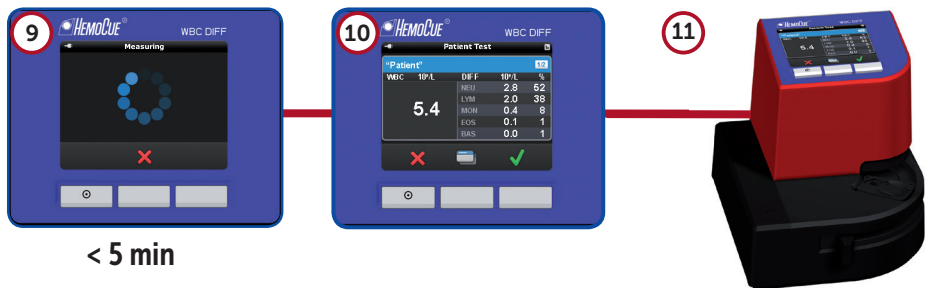 9
HemoCue®
WBC DIFF
Measuring
< 5 min
10
HemoCue®
WBC DIFF
Patient Test
"Patient" 1/2
WBC 10⁹/L DIFF 10⁹/L %
5.4
NEU 2.8 52
LYM 2.0 38
MON 0.4 8
EOS 0.1 1
BAS 0.0 1
11
WBC DIFF
5.4